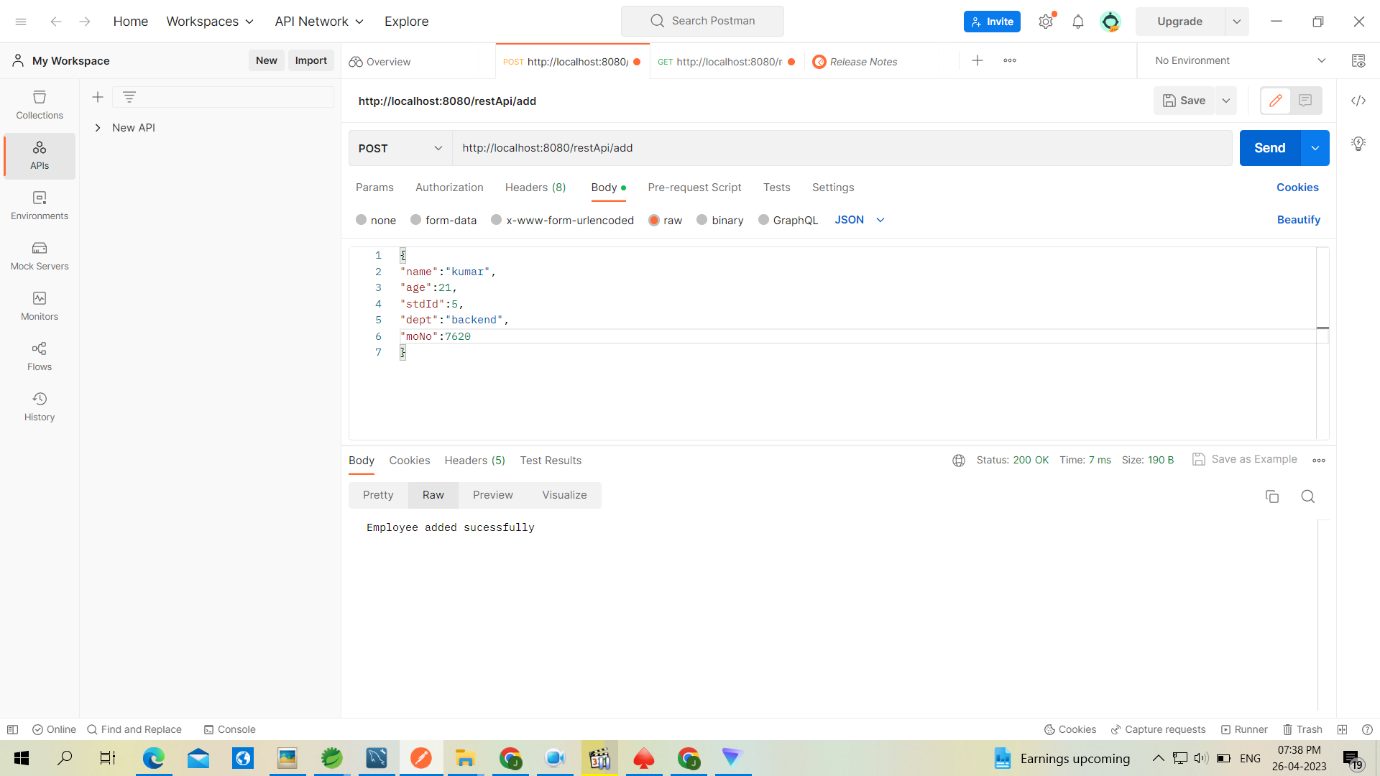 Home
Workspaces
API Network
Explore
Search Postman
Invite
Upgrade
My Workspace
New
Import
Overview
POST http://localhost:8080/
GET http://localhost:8080/r
Release Notes
No Environment
Collections
APIs
Environments
Mock Servers
Monitors
Flows
History
New API
http://localhost:8080/restApi/add
Save
POST
http://localhost:8080/restApi/add
Send
Params
Authorization
Headers (8)
Body
Pre-request Script
Tests
Settings
Cookies
none
form-data
x-www-form-urlencoded
raw
binary
GraphQL
JSON
Beautify
1 {
2 "name":"kumar",
3 "age":21,
4 "stdId":5,
5 "dept":"backend",
6 "moNo":7620
7 }
Body
Cookies
Headers (5)
Test Results
Status: 200 OK
Time: 7 ms
Size: 190 B
Save as Example
Pretty
Raw
Preview
Visualize
Employee added sucessfully
Online
Find and Replace
Console
Cookies
Capture requests
Runner
Trash
Earnings upcoming
ENG
07:38 PM
26-04-2023
19